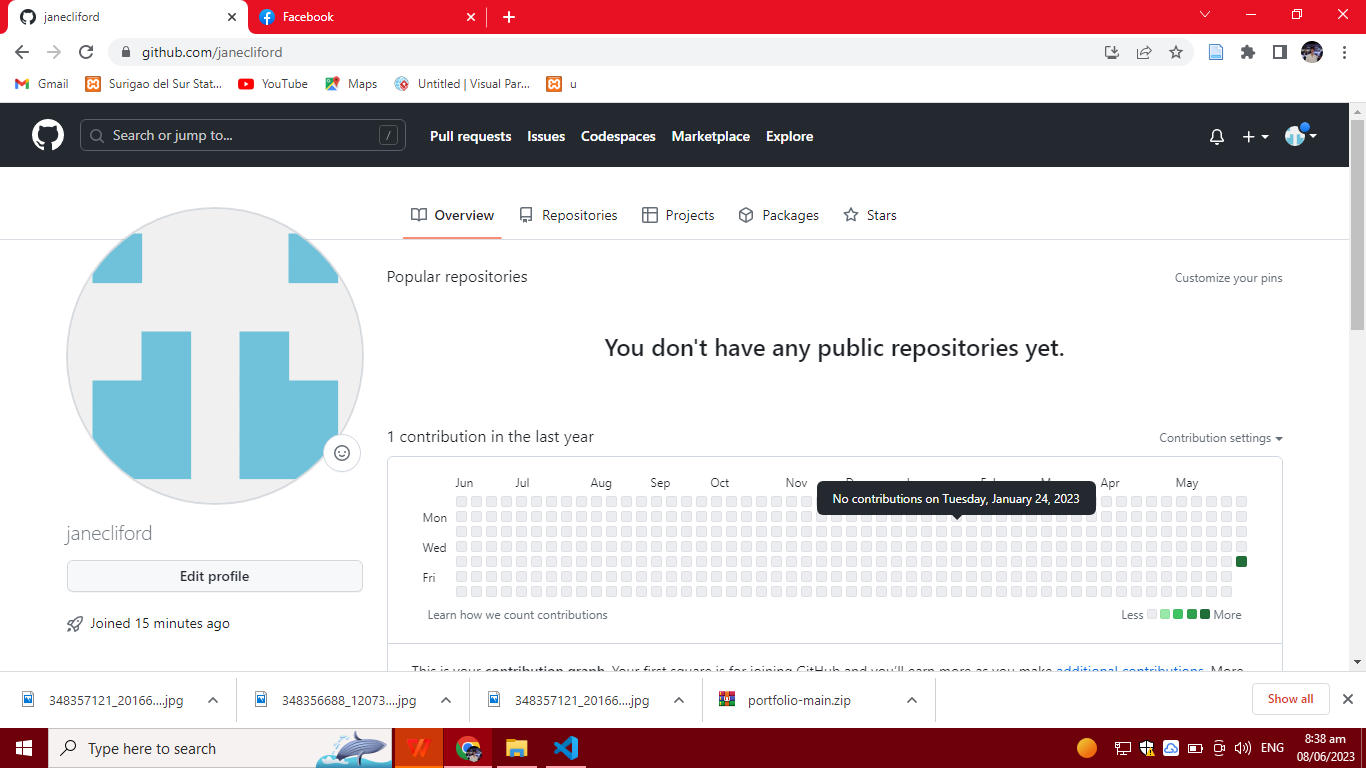 janecliford
Facebook
github.com/janecliford
Gmail
Surigao del Sur Stat...
YouTube
Maps
Untitled | Visual Par...
u
Search or jump to...
/
Pull requests
Issues
Codespaces
Marketplace
Explore
Overview
Repositories
Projects
Packages
Stars
Popular repositories
Customize your pins
You don't have any public repositories yet.
1 contribution in the last year
Contribution settings
Jun Jul Aug Sep Oct Nov Apr May
No contributions on Tuesday, January 24, 2023
Mon
Wed
Fri
Learn how we count contributions
Less
More
janecliford
Edit profile
Joined 15 minutes ago
This is your contribution graph. Your first square is for joining GitHub and you'll earn more as you make additional contributions. More
348357121_20166....jpg
348356688_12073....jpg
348357121_20166....jpg
portfolio-main.zip
Show all
Type here to search
ENG
8:38 am
08/06/2023